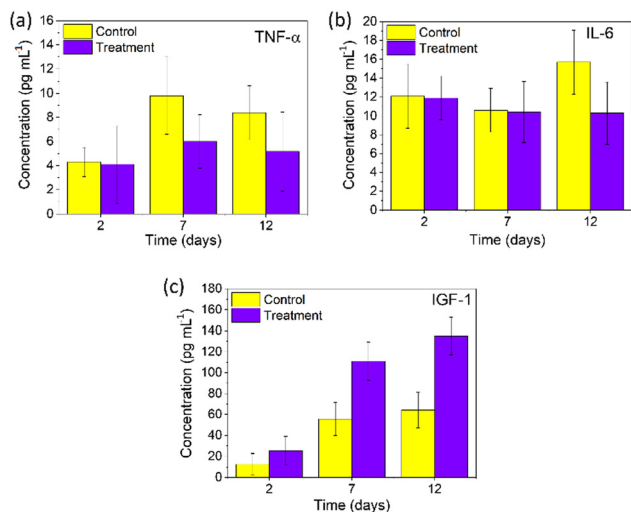 (a)
TNF-α
Control
Treatment
Concentration (pg mL⁻¹)
16
14
12
10
8
6
4
2
0
2 7 12
Time (days)
(b)
IL-6
Control
Treatment
Concentration (pg mL⁻¹)
20
18
16
14
12
10
8
6
4
2
0
2 7 12
Time (days)
(c)
IGF-1
Control
Treatment
Concentration (pg mL⁻¹)
180
160
140
120
100
80
60
40
20
0
2 7 12
Time (days)